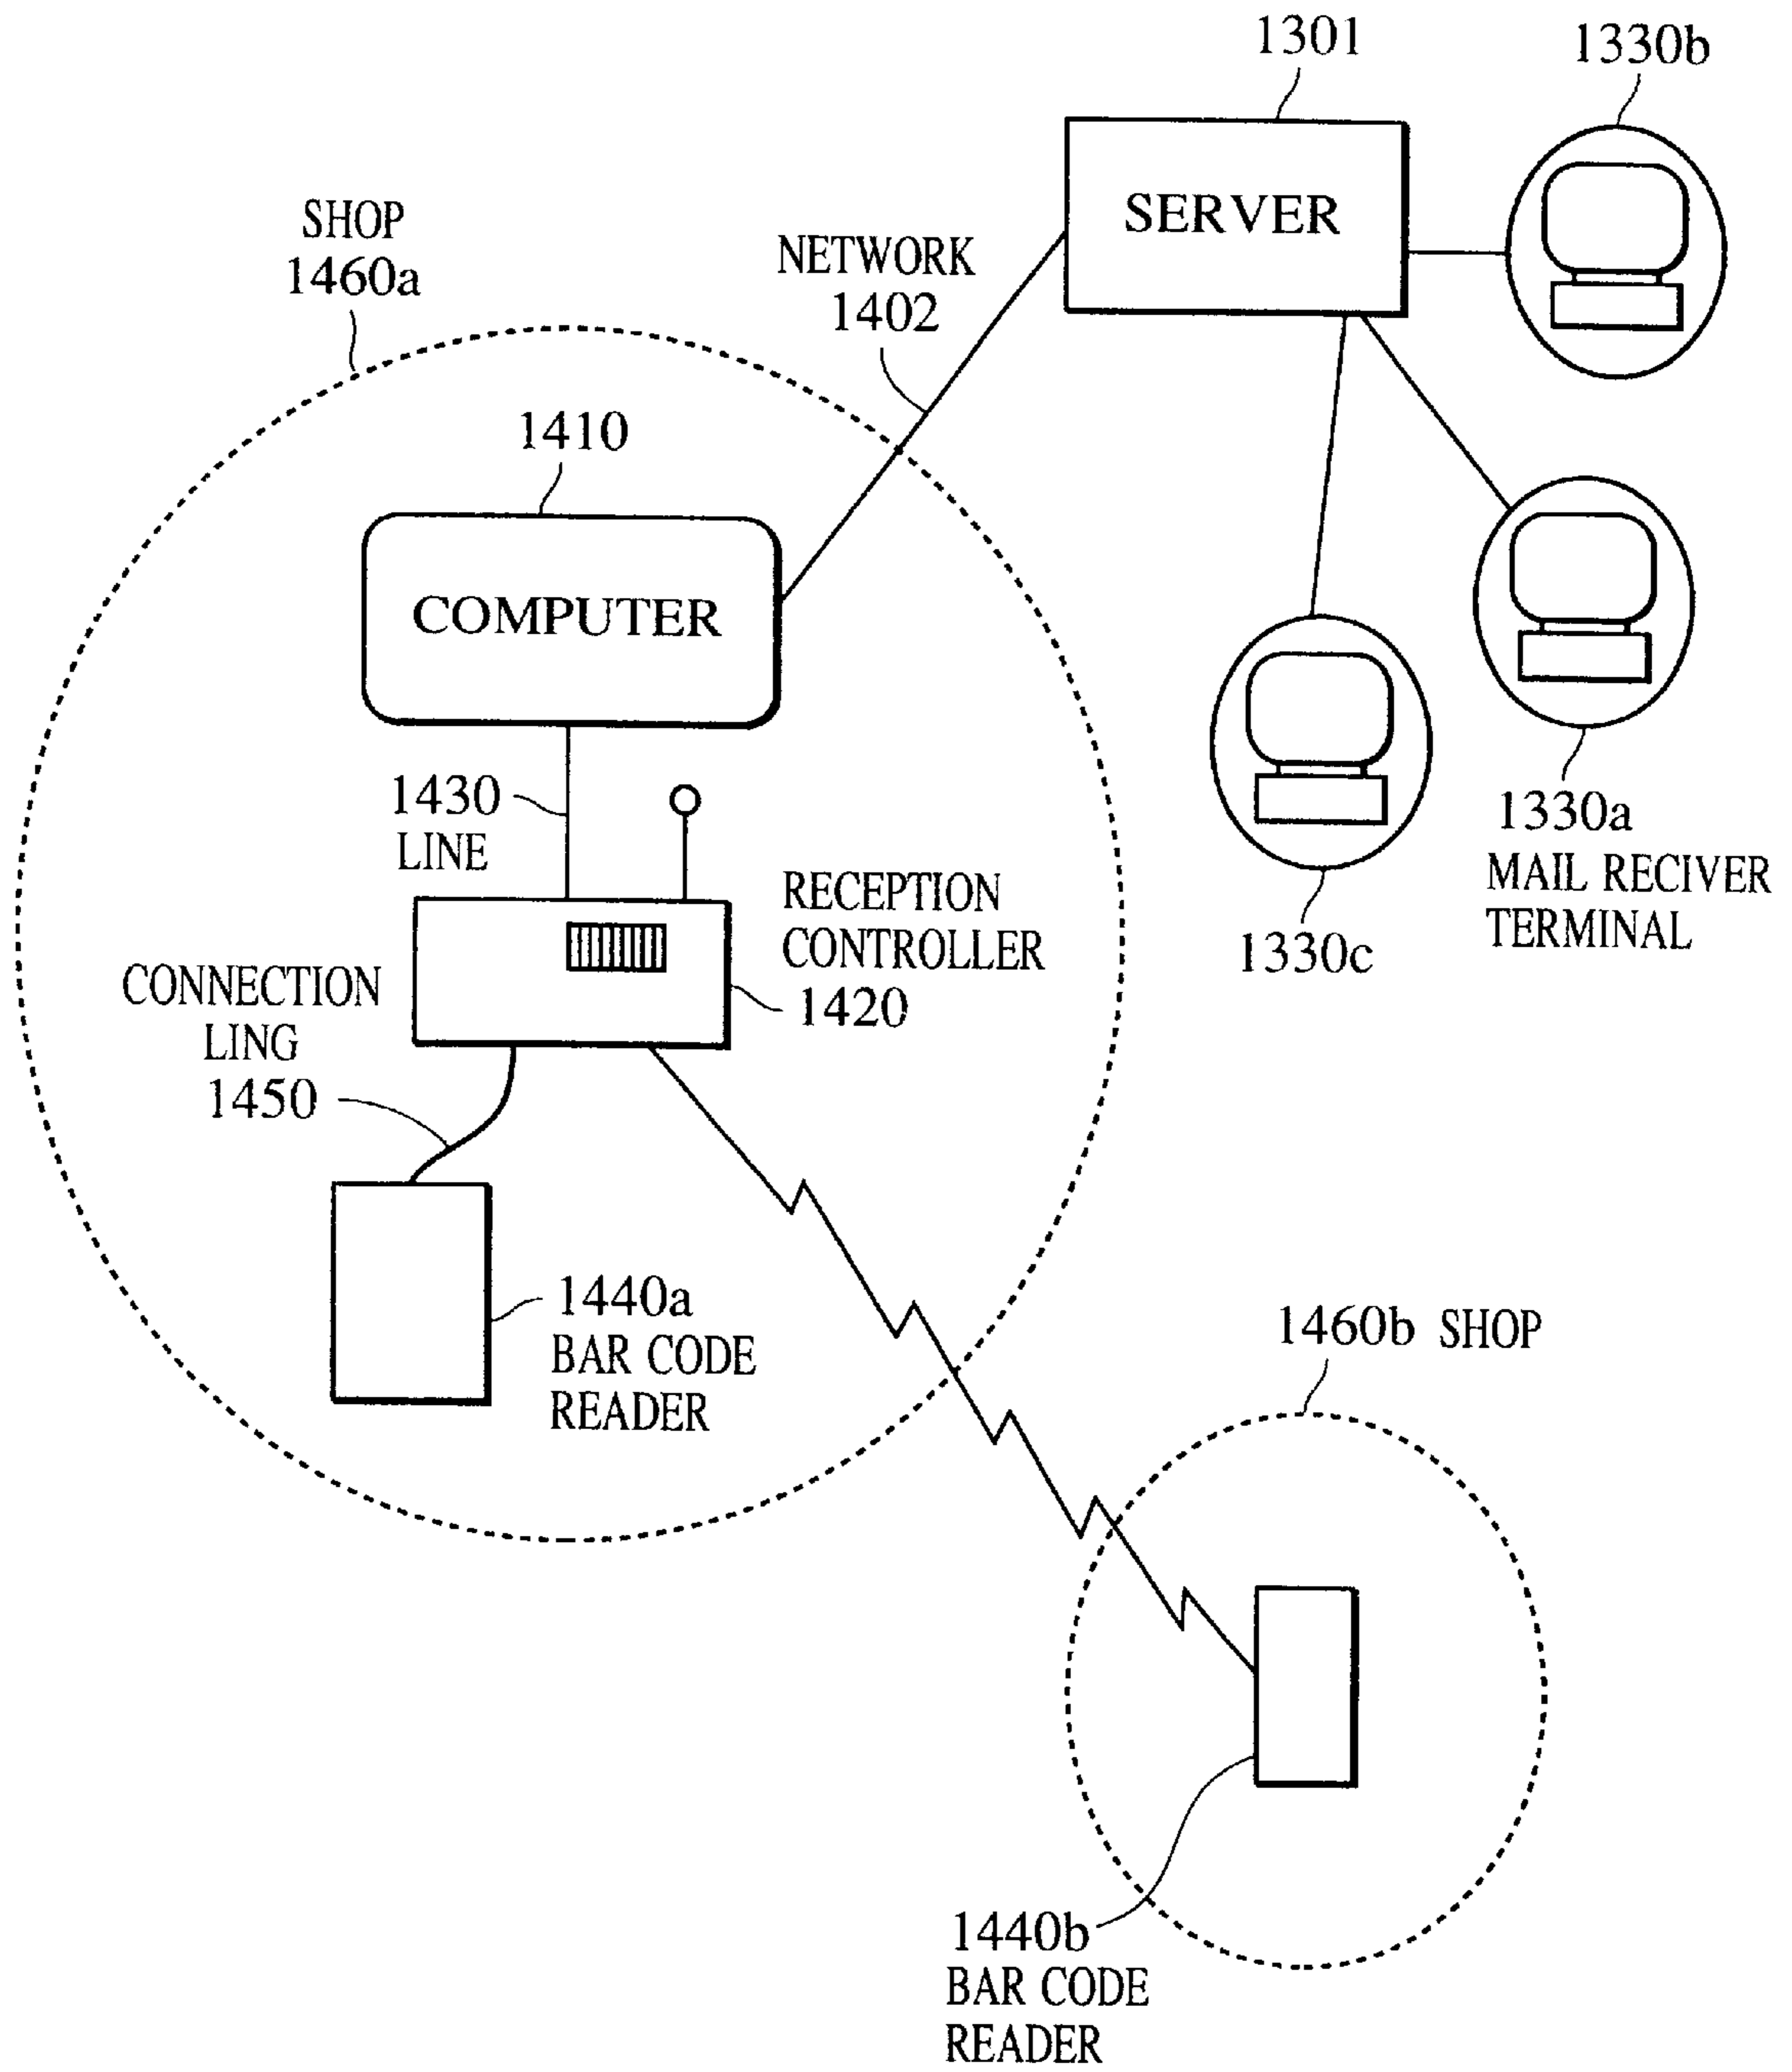 1301
1330b
SERVER
SHOP
1460a
NETWORK
1402
1410
COMPUTER
1430
LINE
1330a
MAIL RECIVER
TERMINAL
1330c
RECEPTION
CONTROLLER
1420
CONNECTION
LING
1450
1440a
BAR CODE
READER
1460b SHOP
1440b
BAR CODE
READER